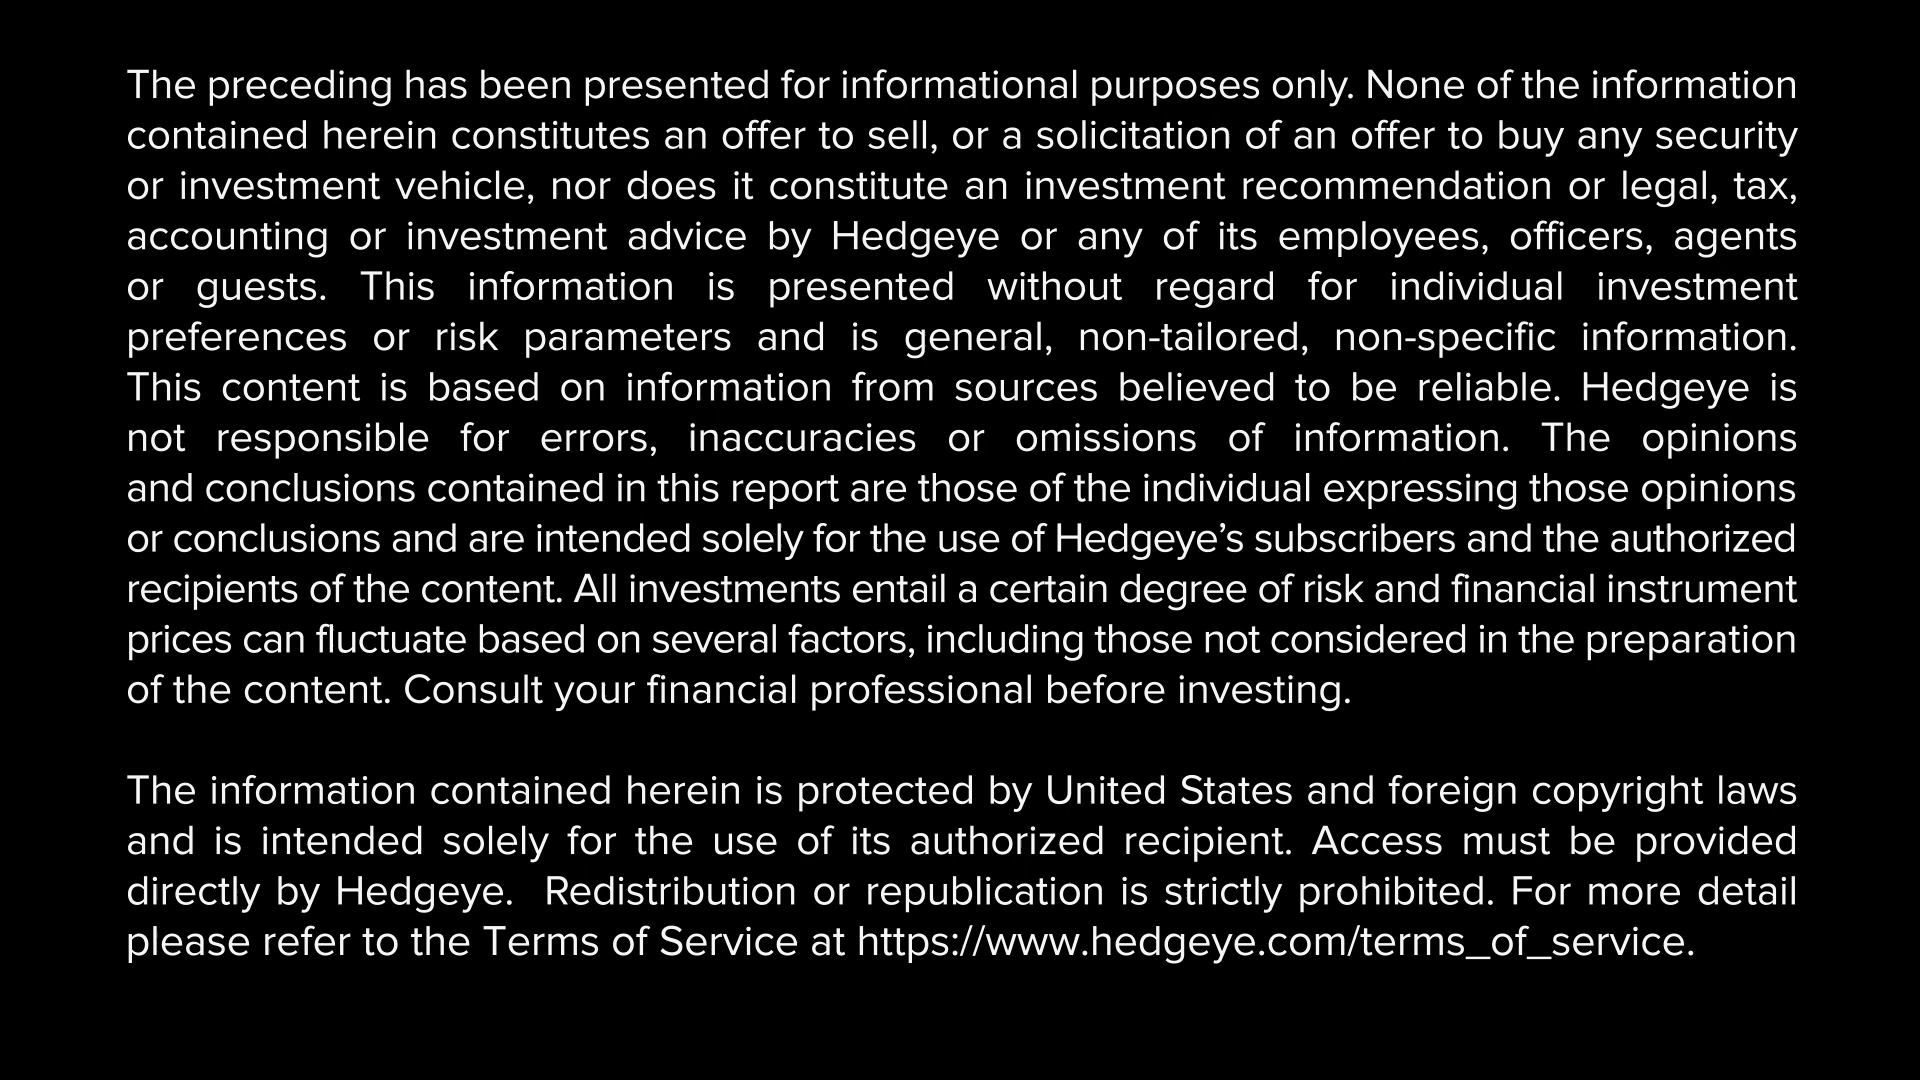 The preceding has been presented for informational purposes only. None of the information
contained herein constitutes an offer to sell, or a solicitation of an offer to buy any security
or investment vehicle, nor does it constitute an investment recommendation or legal, tax,
accounting or investment advice by Hedgeye or any of its employees, officers, agents
or guests. This information is presented without regard for individual investment
preferences or risk parameters and is general, non-tailored, non-specific information.
This content is based on information from sources believed to be reliable. Hedgeye is
not responsible for errors, inaccuracies or omissions of information. The opinions
and conclusions contained in this report are those of the individual expressing those opinions
or conclusions and are intended solely for the use of Hedgeye’s subscribers and the authorized
recipients of the content. All investments entail a certain degree of risk and financial instrument
prices can fluctuate based on several factors, including those not considered in the preparation
of the content. Consult your financial professional before investing.
The information contained herein is protected by United States and foreign copyright laws
and is intended solely for the use of its authorized recipient. Access must be provided
directly by Hedgeye.  Redistribution or republication is strictly prohibited. For more detail
please refer to the Terms of Service at https://www.hedgeye.com/terms_of_service.